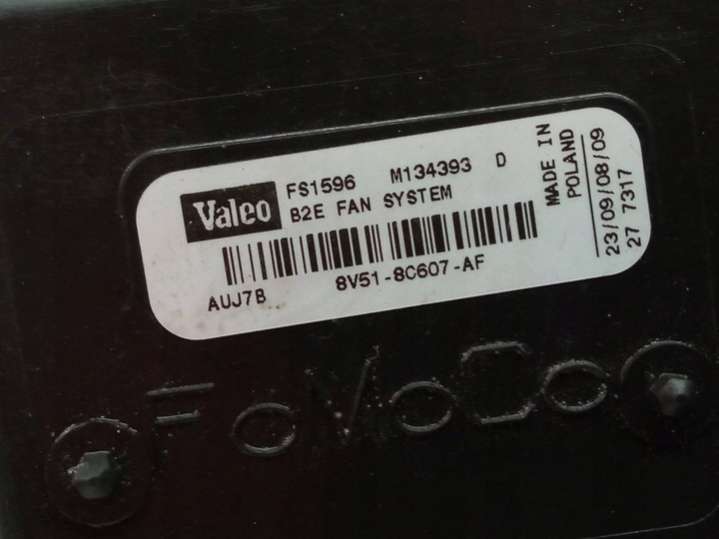 Valeo
FS1596 M134393 D
B2E FAN SYSTEM
AUJ7B 8V51-8C607-AF
MADE IN
POLAND
23/09/08/09
27 7317
FoMoCo